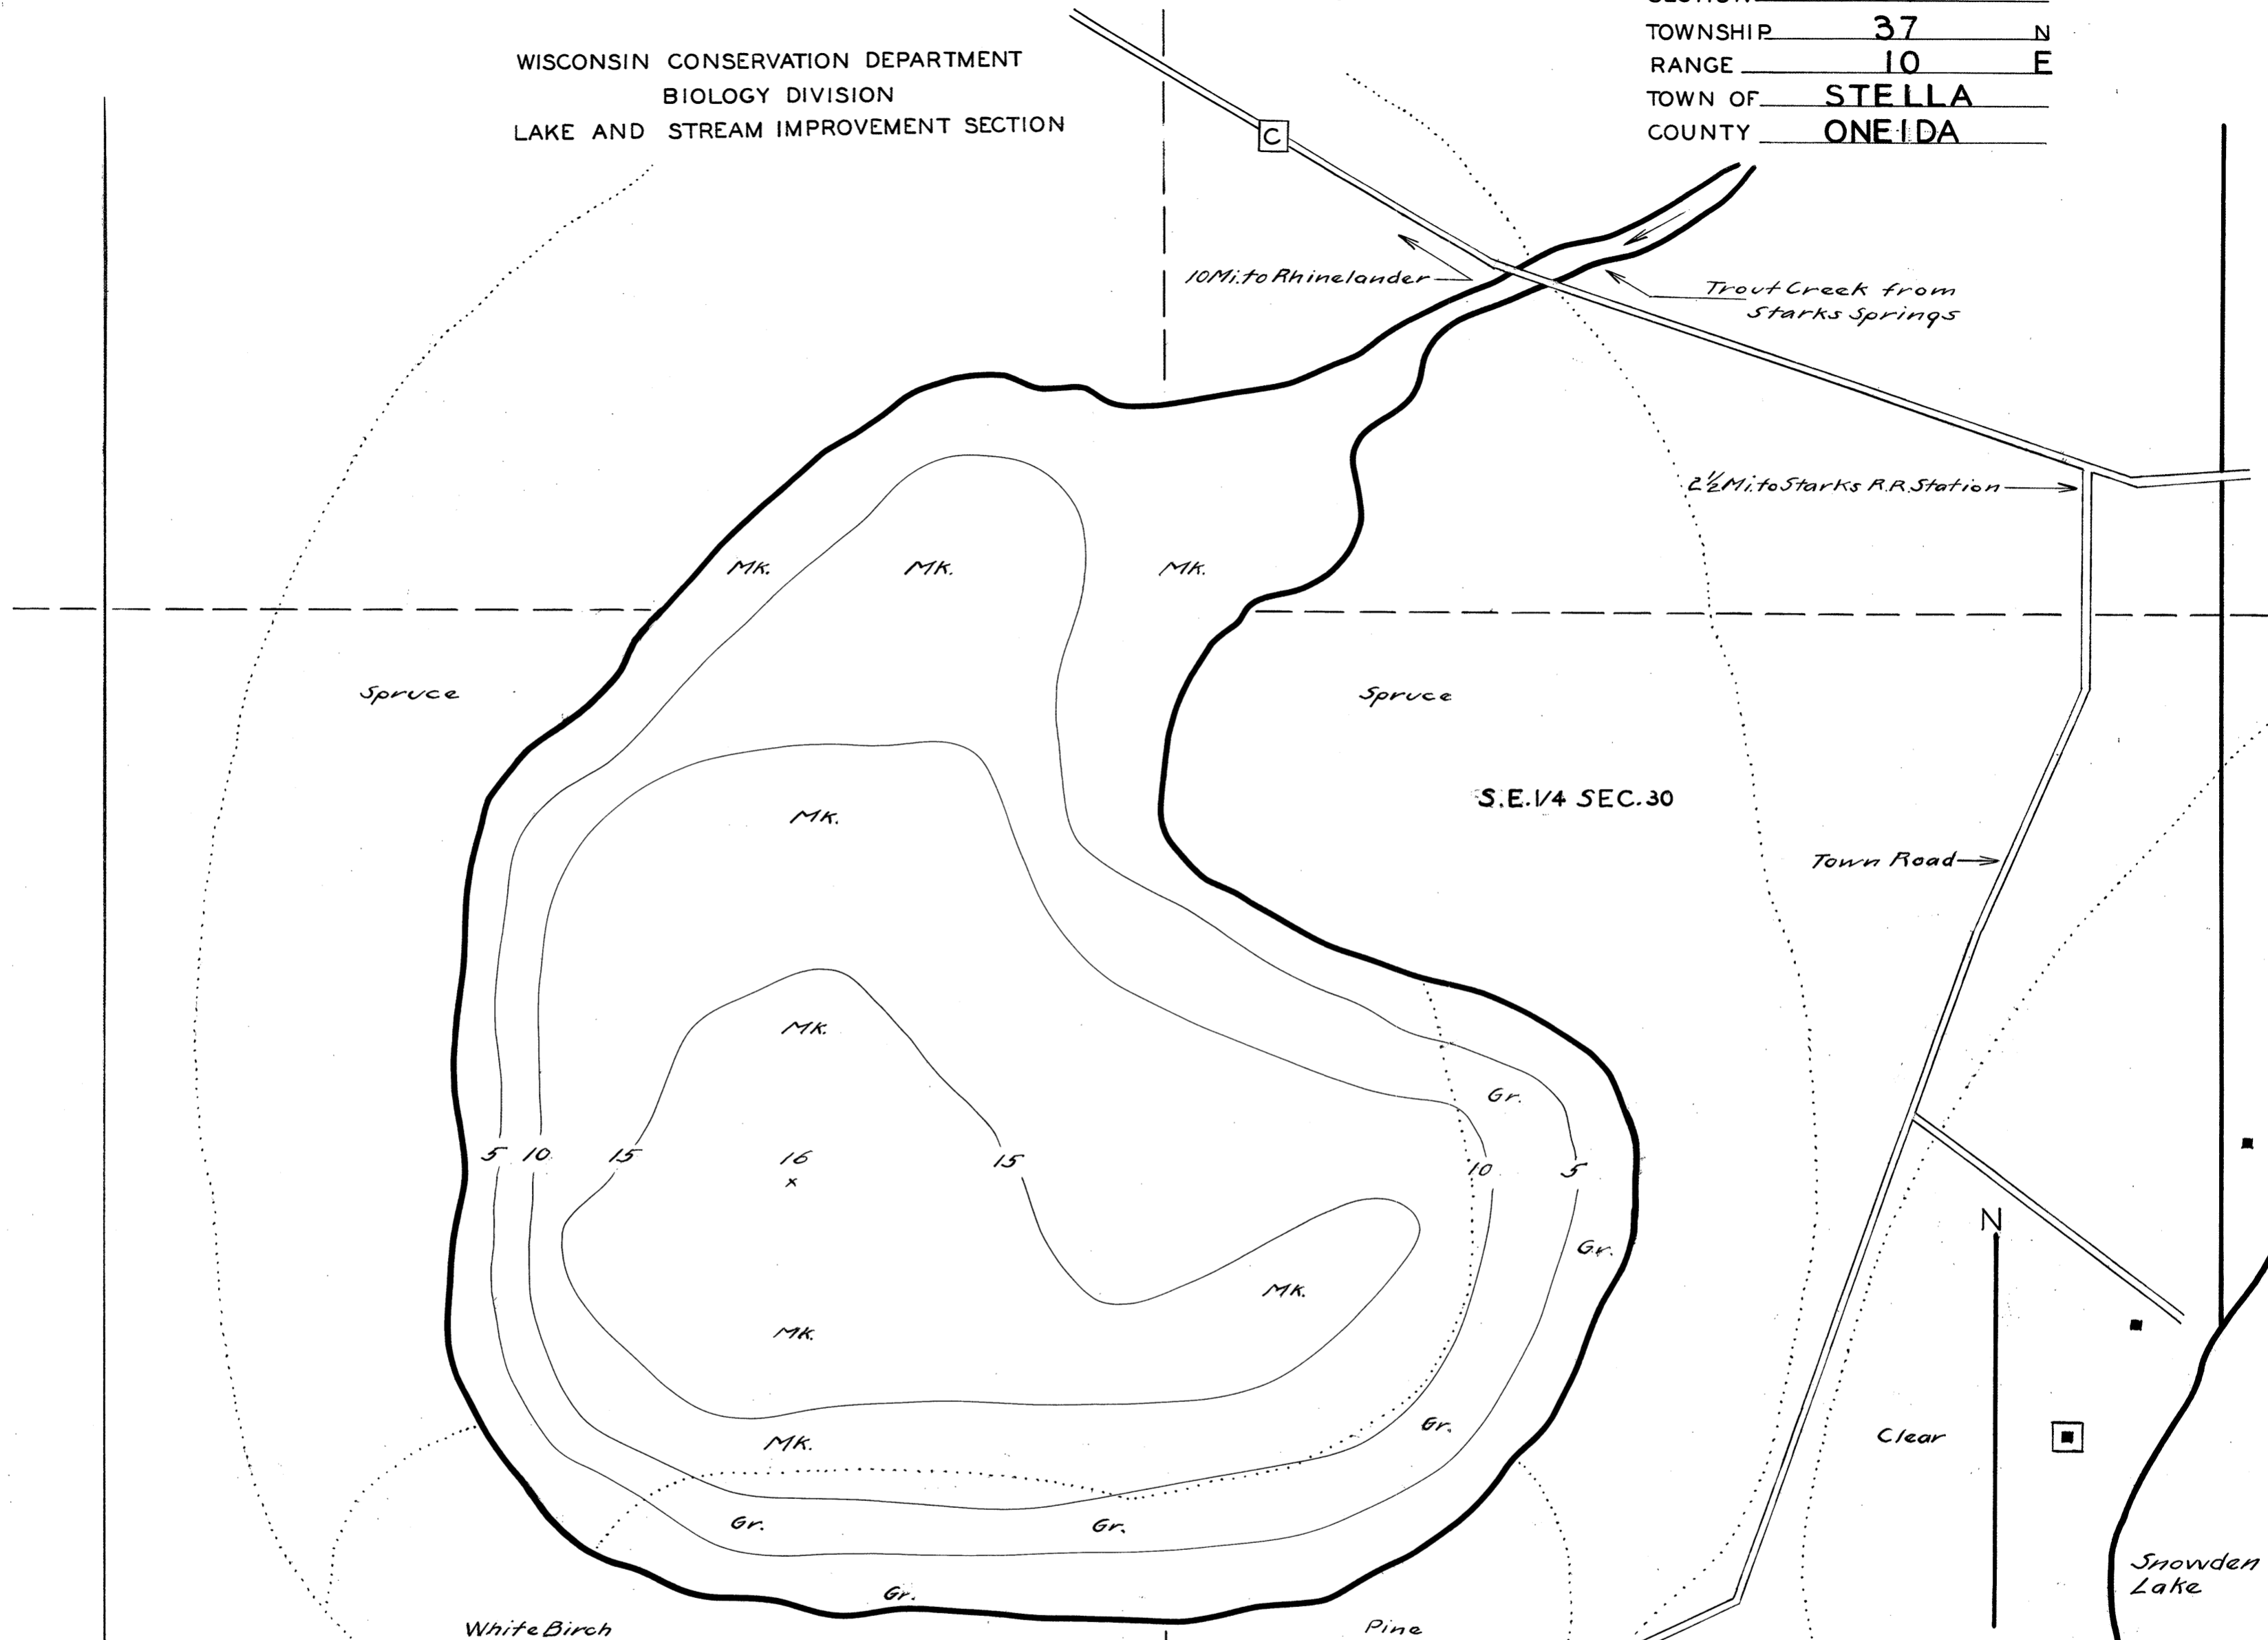 WISCONSIN CONSERVATION DEPARTMENT
BIOLOGY DIVISION
LAKE AND STREAM IMPROVEMENT SECTION
TOWNSHIP 37 N
RANGE 10 E
TOWN OF STELLA
COUNTY ONEIDA
C
10 Mi. to Rhinelander
Trout Creek from
Starks Springs
2 1/2 Mi. to Starks R.R. Station
Mk.
Mk.
Mk.
Spruce
Spruce
S.E. 1/4 SEC. 30
Mk.
Town Road
Mk.
Gr.
5
10
15
16
x
15
10
5
N
Gr.
Mk.
Mk.
Gr.
Clear
Mk.
Gr.
Gr.
Gr.
Snowden
Lake
White Birch
Pine